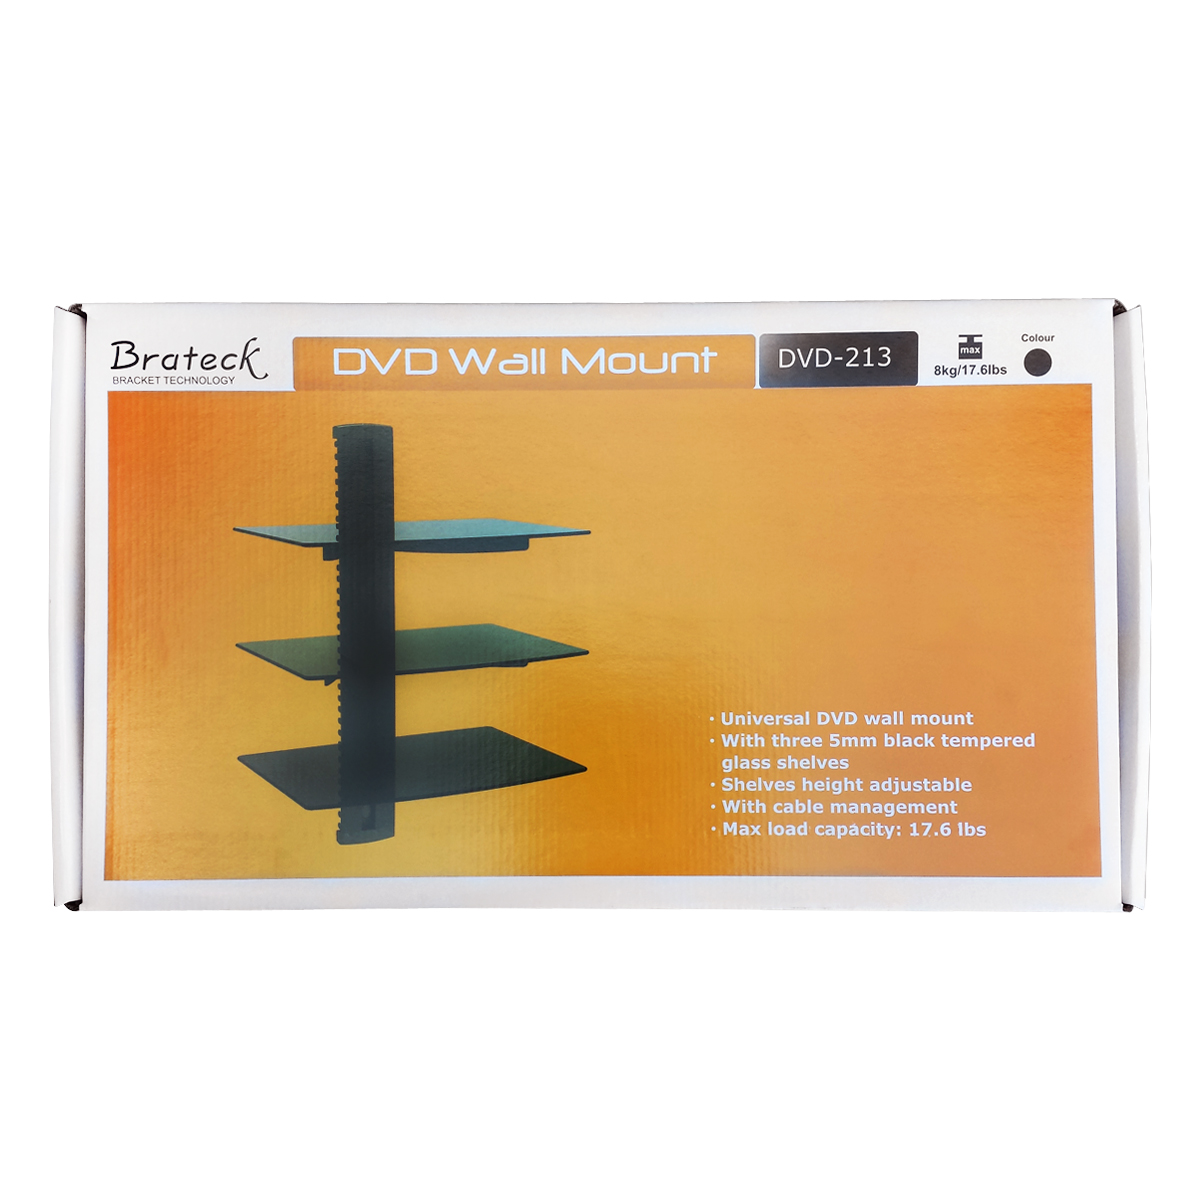 Brateck
BRACKET TECHNOLOGY
DVD Wall Mount
DVD-213
max
8kg/17.6lbs
Colour
· Universal DVD wall mount
· With three 5mm black tempered
glass shelves
· Shelves height adjustable
· With cable management
· Max load capacity: 17.6 lbs